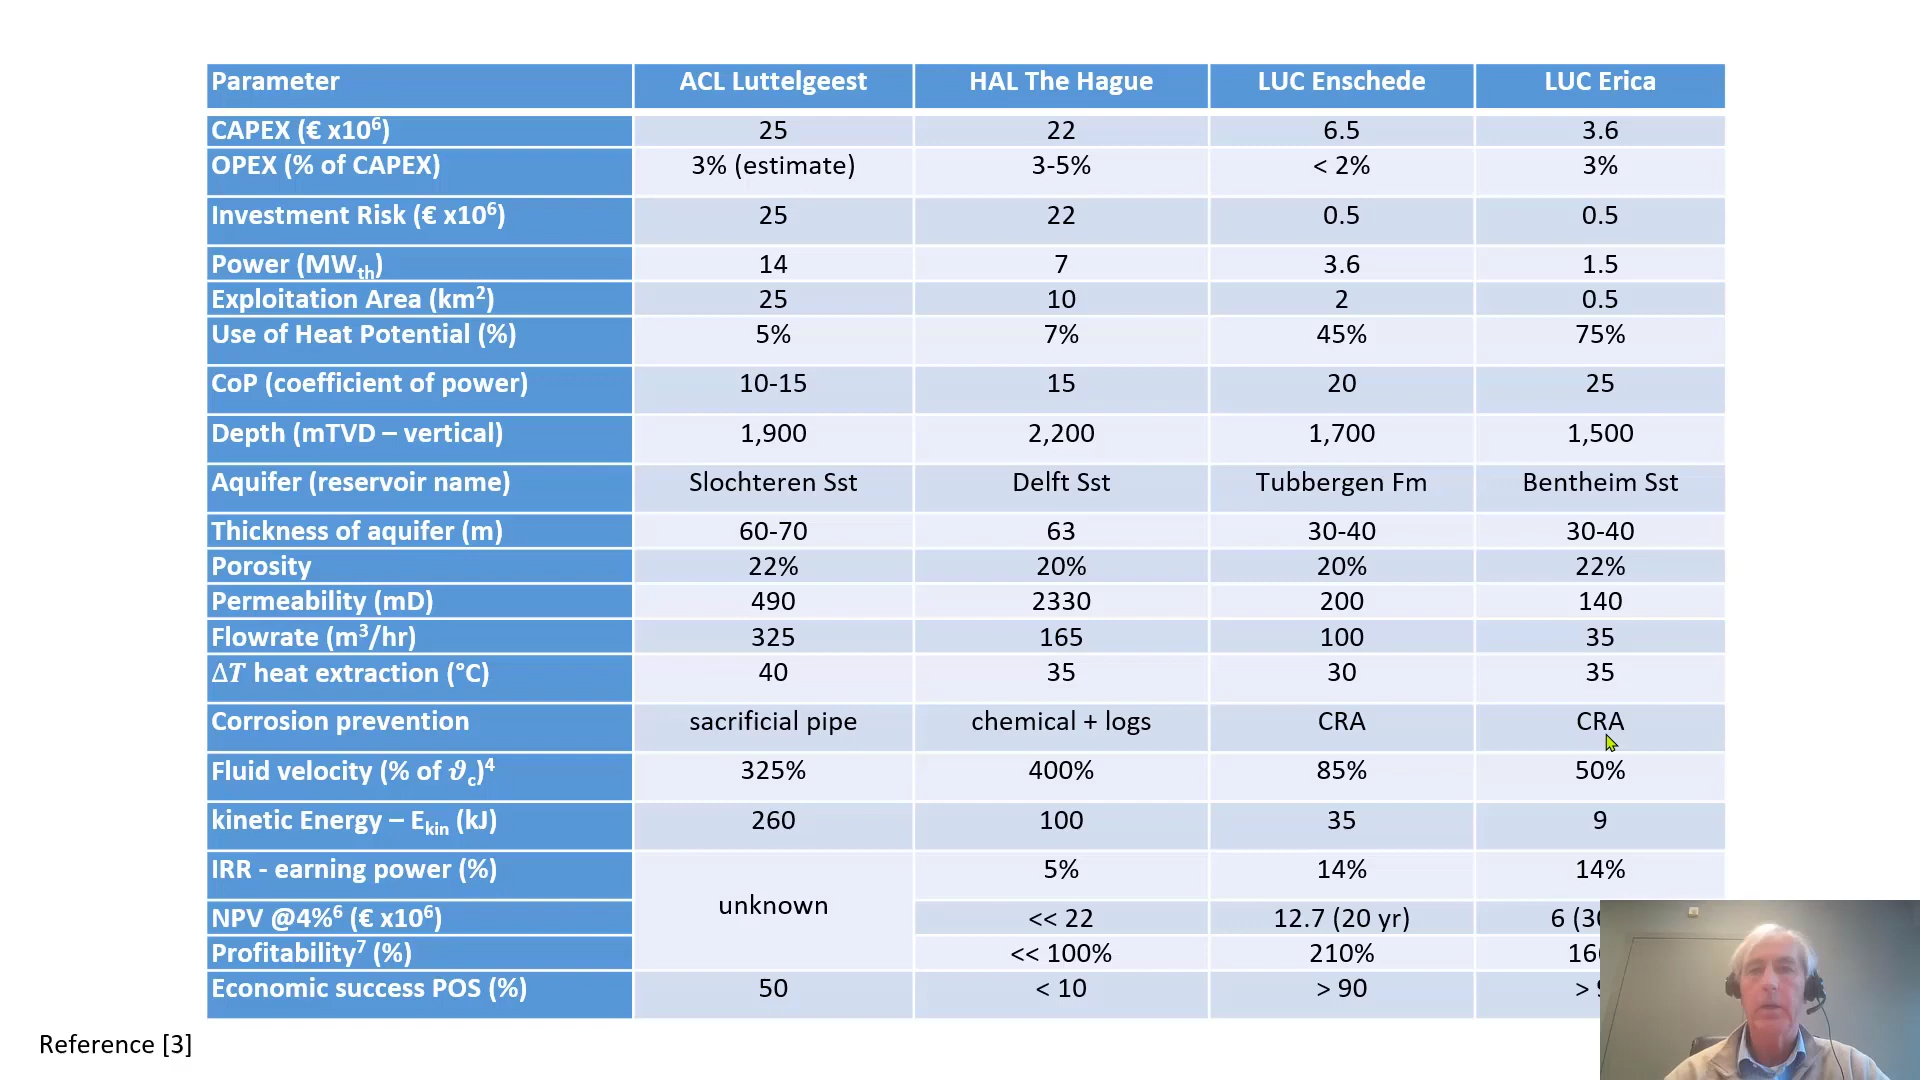 Parameter ACL Luttelgeest HAL The Hague LUC Enschede LUC Erica
CAPEX (€ x10⁶) 25 22 6.5 3.6
OPEX (% of CAPEX) 3% (estimate) 3-5% < 2% 3%
Investment Risk (€ x10⁶) 25 22 0.5 0.5
Power (MWth) 14 7 3.6 1.5
Exploitation Area (km²) 25 10 2 0.5
Use of Heat Potential (%) 5% 7% 45% 75%
CoP (coefficient of power) 10-15 15 20 25
Depth (mTVD – vertical) 1,900 2,200 1,700 1,500
Aquifer (reservoir name) Slochteren Sst Delft Sst Tubbergen Fm Bentheim Sst
Thickness of aquifer (m) 60-70 63 30-40 30-40
Porosity 22% 20% 20% 22%
Permeability (mD) 490 2330 200 140
Flowrate (m³/hr) 325 165 100 35
ΔT heat extraction (°C) 40 35 30 35
Corrosion prevention sacrificial pipe chemical + logs CRA CRA
Fluid velocity (% of ϑc)⁴ 325% 400% 85% 50%
kinetic Energy – Ekin (kJ) 260 100 35 9
IRR - earning power (%) 5% 14% 14%
unknown
NPV @4%⁶ (€ x10⁶) << 22 12.7 (20 yr) 6
Profitability⁷ (%) << 100% 210%
Economic success POS (%) 50 < 10 > 90 >
Reference [3]